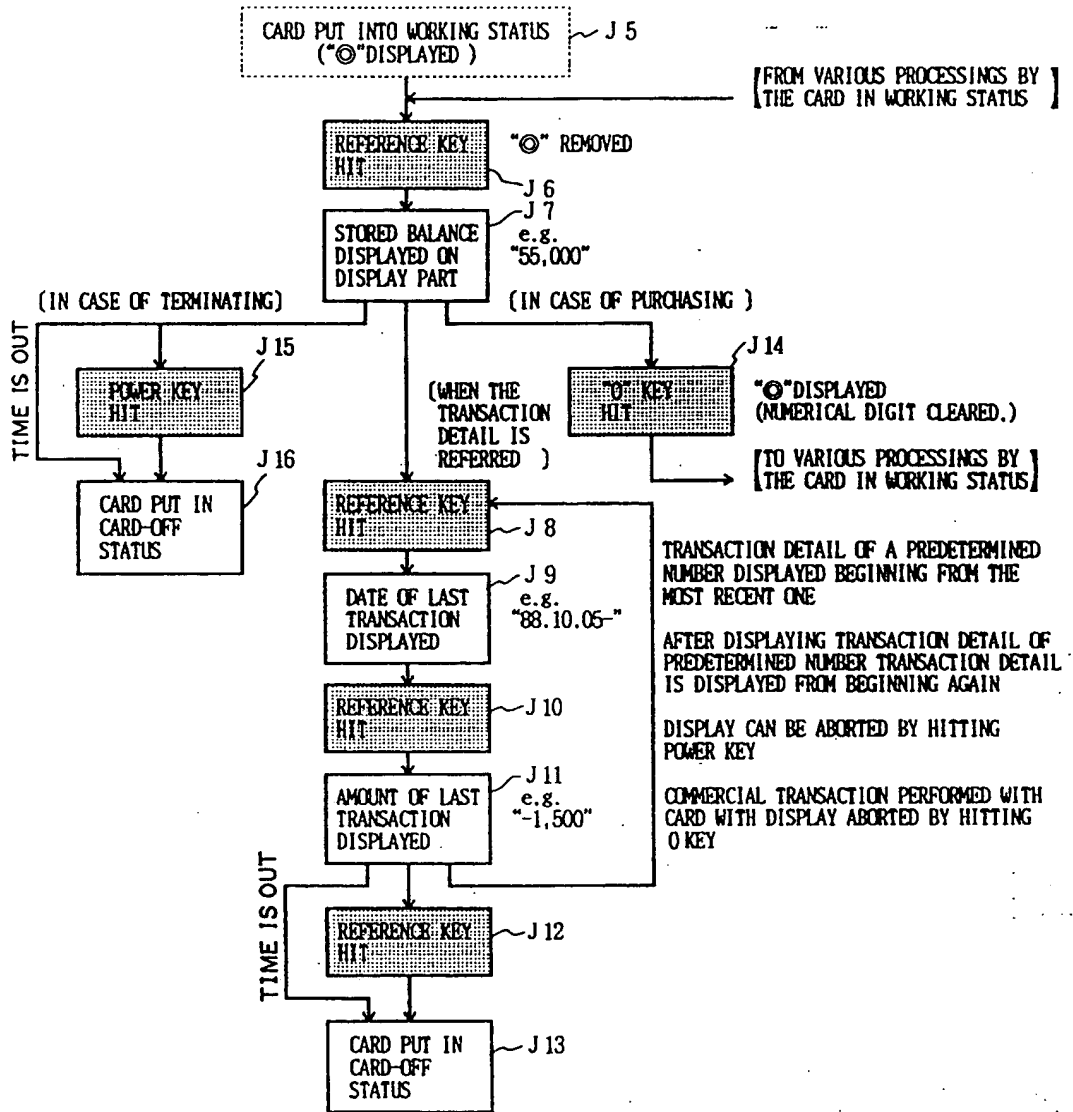 CARD PUT INTO WORKING STATUS
("◎"DISPLAYED )
J 5
[FROM VARIOUS PROCESSINGS BY
THE CARD IN WORKING STATUS ]
REFERENCE KEY
HIT
"◎" REMOVED
J 6
J 7
STORED BALANCE
DISPLAYED ON
DISPLAY PART
e.g.
"55,000"
(IN CASE OF TERMINATING)
(IN CASE OF PURCHASING )
TIME IS OUT
J 15
POWER KEY
HIT
J 14
"0" KEY
HIT
"◎"DISPLAYED
(NUMERICAL DIGIT CLEARED.)
(WHEN THE
TRANSACTION
DETAIL IS
REFERRED )
[TO VARIOUS PROCESSINGS BY
THE CARD IN WORKING STATUS]
J 16
CARD PUT IN
CARD-OFF
STATUS
REFERENCE KEY
HIT
J 8
J 9
DATE OF LAST
TRANSACTION
DISPLAYED
e.g.
"88.10.05-"
TRANSACTION DETAIL OF A PREDETERMINED
NUMBER DISPLAYED BEGINNING FROM THE
MOST RECENT ONE
AFTER DISPLAYING TRANSACTION DETAIL OF
PREDETERMINED NUMBER TRANSACTION DETAIL
IS DISPLAYED FROM BEGINNING AGAIN
REFERENCE KEY
HIT
J 10
DISPLAY CAN BE ABORTED BY HITTING
POWER KEY
J 11
AMOUNT OF LAST
TRANSACTION
DISPLAYED
e.g.
"-1,500"
COMMERCIAL TRANSACTION PERFORMED WITH
CARD WITH DISPLAY ABORTED BY HITTING
0 KEY
TIME IS OUT
REFERENCE KEY
HIT
J 12
CARD PUT IN
CARD-OFF
STATUS
J 13